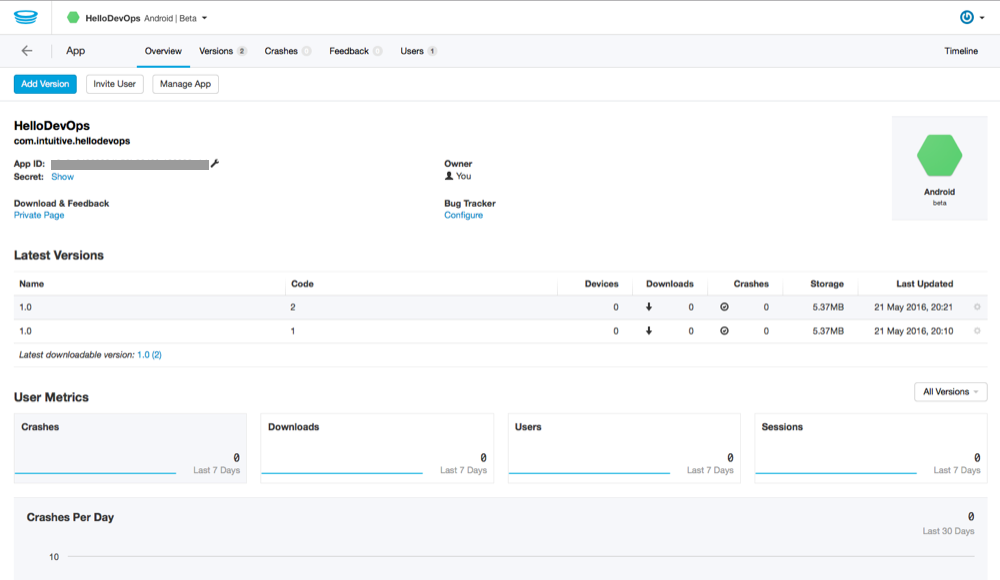 HelloDevOps Android | Beta
App Overview Versions 2 Crashes 0 Feedback 0 Users 1 Timeline
Add Version Invite User Manage App
HelloDevOps
com.intuitive.hellodevops
App ID: Owner
Secret: Show You
Download & Feedback Bug Tracker
Private Page Configure
Android
beta
Latest Versions
Name Code Devices Downloads Crashes Storage Last Updated
1.0 2 0 0 0 5.37MB 21 May 2016, 20:21
1.0 1 0 0 0 5.37MB 21 May 2016, 20:10
Latest downloadable version: 1.0 (2)
User Metrics All Versions
Crashes Downloads Users Sessions
0 0 0 0
Last 7 Days Last 7 Days Last 7 Days Last 7 Days
Crashes Per Day 0
Last 30 Days
10